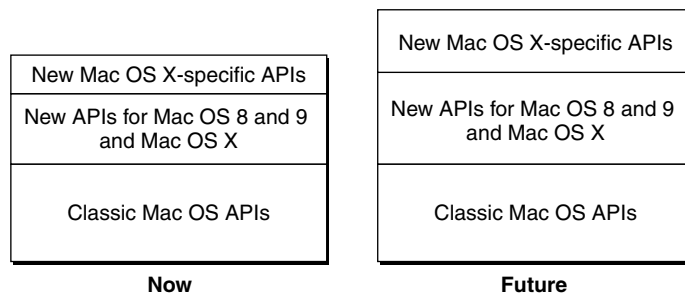 New Mac OS X-specific APIs
New APIs for Mac OS 8 and 9
and Mac OS X
Classic Mac OS APIs
Now
New Mac OS X-specific APIs
New APIs for Mac OS 8 and 9
and Mac OS X
Classic Mac OS APIs
Future